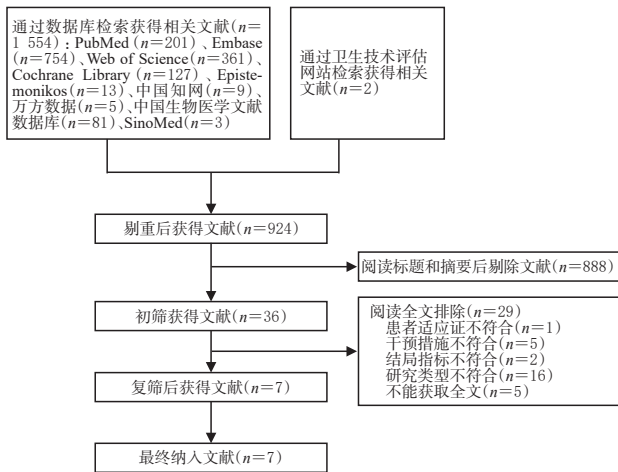 通过数据库检索获得相关文献(n=
1 554)：PubMed(n=201)、Embase
(n=754)、Web of Science(n=361)、
Cochrane Library (n=127)、Episte-
monikos(n=13)、中国知网(n=9)、
万方数据(n=5)、中国生物医学文献
数据库(n=81)、SinoMed(n=3)
通过卫生技术评估
网站检索获得相关
文献(n=2)
剔重后获得文献(n=924)
阅读标题和摘要后剔除文献(n=888)
初筛获得文献(n=36)
阅读全文排除(n=29)
患者适应证不符合(n=1)
干预措施不符合(n=5)
结局指标不符合(n=2)
研究类型不符合(n=16)
不能获取全文(n=5)
复筛后获得文献(n=7)
最终纳入文献(n=7)